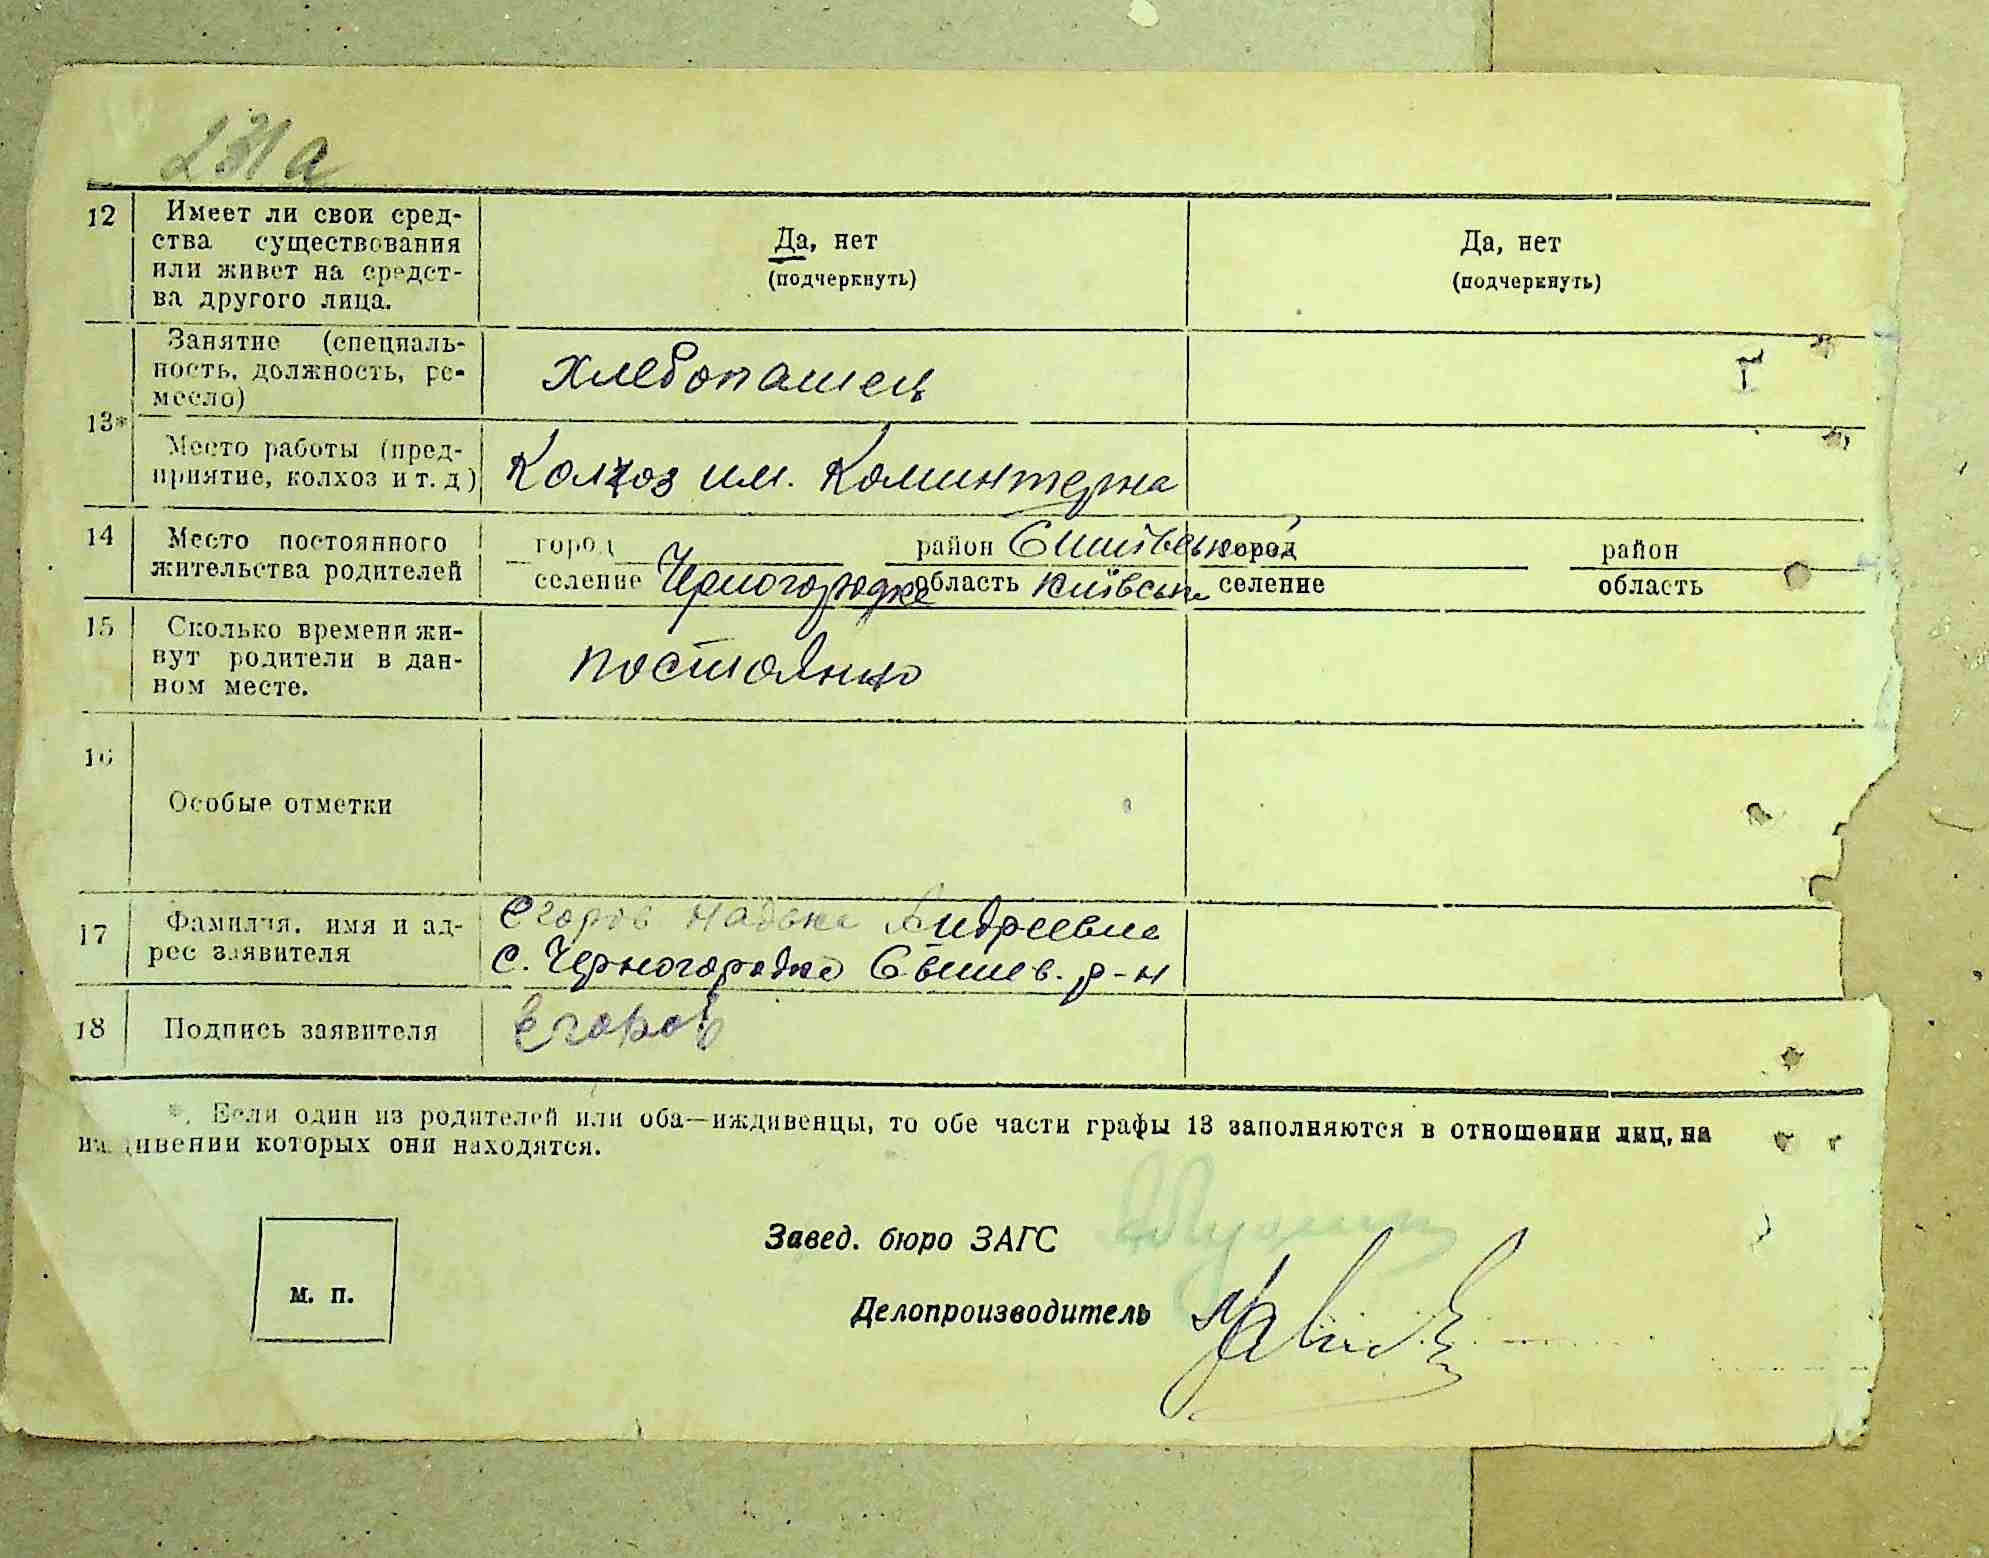 231а
12 Имеет ли свои сред-
ства существования
или живет на средст-
ва другого лица.
Да, нет
(подчеркнуть)
Да, нет
(подчеркнуть)
13*
Занятие (специаль-
ность, должность, ре-
месло)
хлебопашець
Место работы (пред-
приятие, колхоз и т. д)
Колхоз им. Коминтерна
14 Место постоянного
жительства родителей
город
район
селение Черногородка
область Київськ
город
район
селение
область
15 Сколько времени жи-
вут родители в дан-
ном месте.
постоянно
16
Особые отметки
17 Фамилия, имя и ад-
рес заявителя
Егоров Андреевна
с. Черногородка р-н
18 Подпись заявителя
Егоров
*. Если один из родителей или оба—иждивенцы, то обе части графы 13 заполняются в отношении лиц, на
иждивении которых они находятся.
м. п.
Завед. бюро ЗАГС
Делопроизводитель